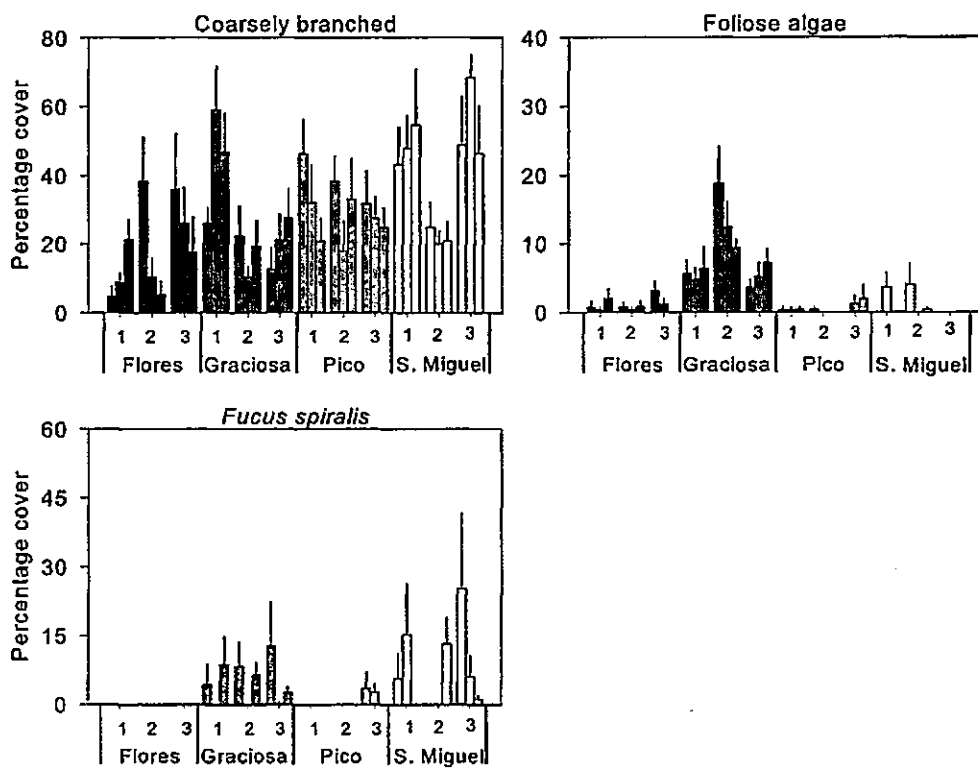 Coarsely branched
80
60
40
20
0
Percentage cover
1 2 3 1 2 3 1 2 3 1 2 3
Flores Graciosa Pico S. Miguel
Foliose algae
40
30
20
10
0
1 2 3 1 2 3 1 2 3 1 2 3
Flores Graciosa Pico S. Miguel
Fucus spiralis
60
45
30
15
0
Percentage cover
1 2 3 1 2 3 1 2 3 1 2 3
Flores Graciosa Pico S. Miguel